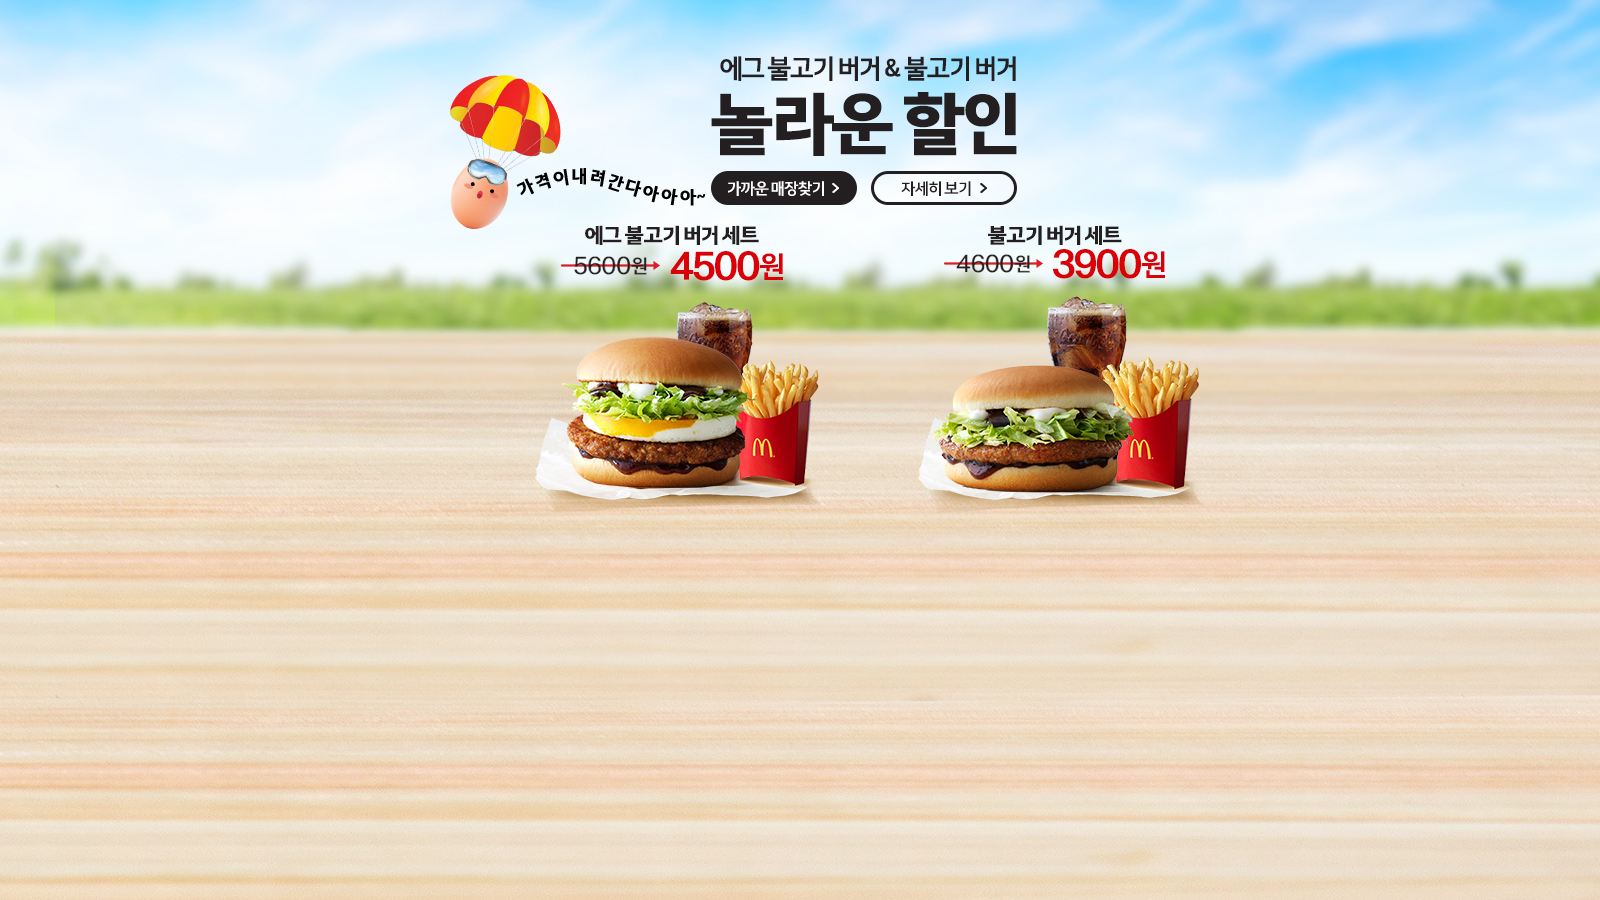 에그 불고기 버거 & 불고기 버거
놀라운 할인
가격이내려간다아아아~
가까운 매장찾기 >
자세히 보기 >
에그 불고기 버거 세트
5600원 4500원
불고기 버거 세트
4600원 3900원